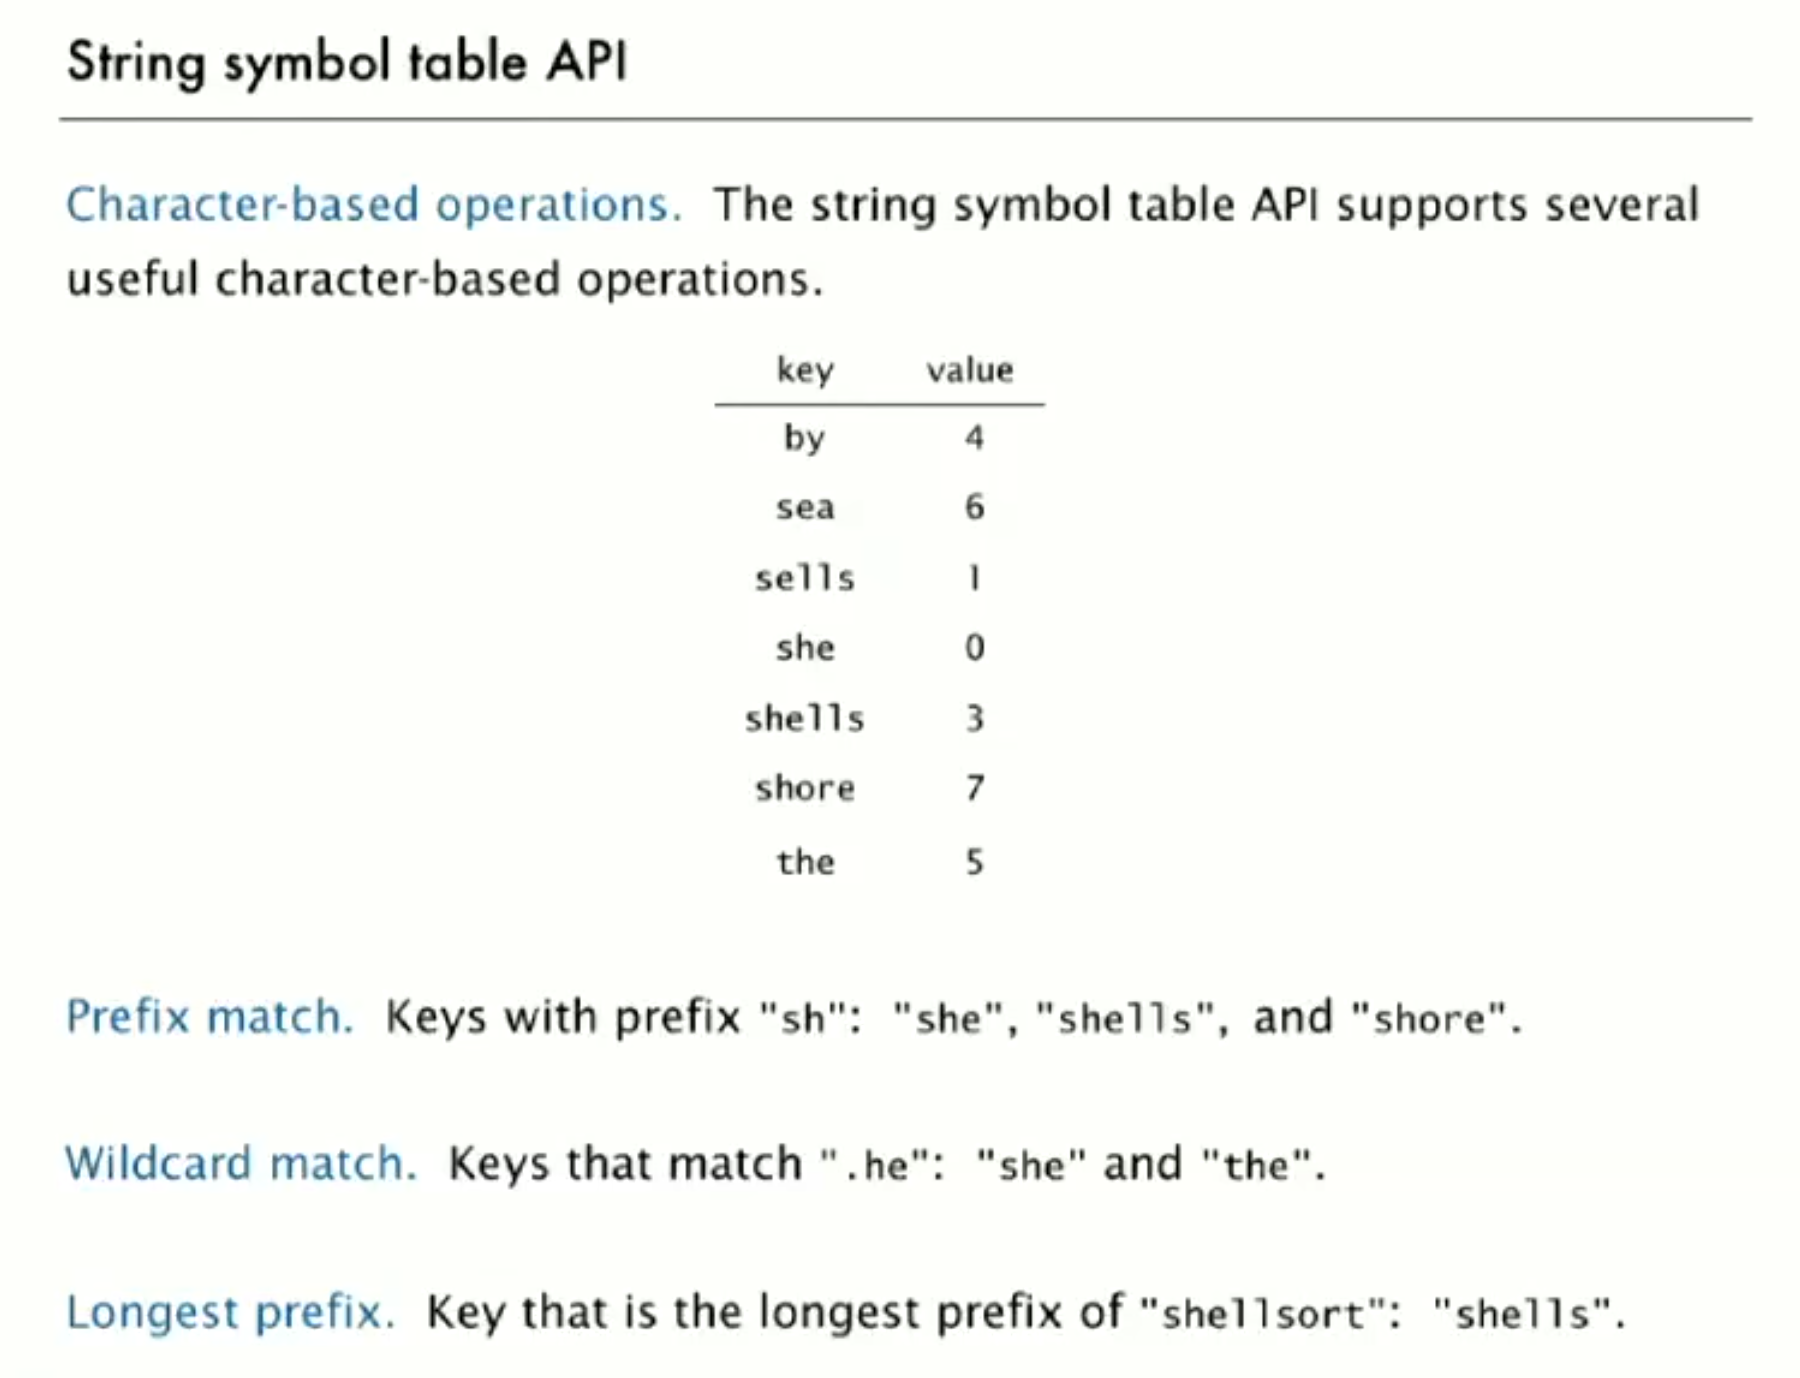 String symbol table API
Character-based operations. The string symbol table API supports several
useful character-based operations.
key value
by 4
sea 6
sells 1
she 0
shells 3
shore 7
the 5
Prefix match. Keys with prefix "sh": "she", "shells", and "shore".
Wildcard match. Keys that match ".he": "she" and "the".
Longest prefix. Key that is the longest prefix of "shellsort": "shells".